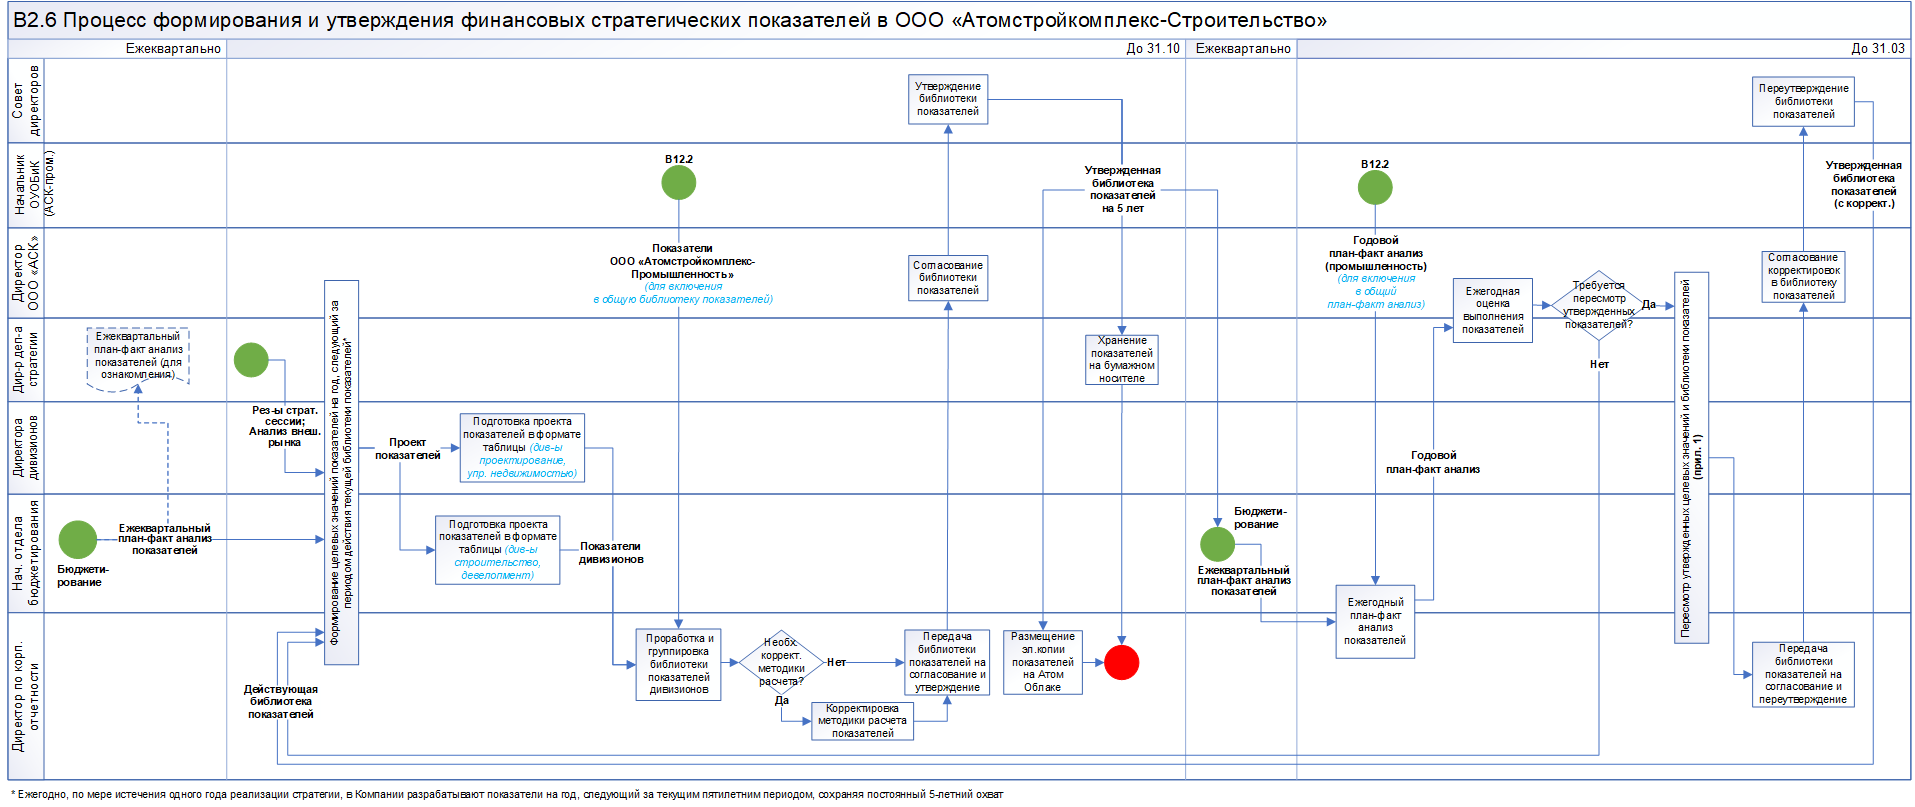 В2.6 Процесс формирования и утверждения финансовых стратегических показателей в ООО «Атомстройкомплекс-Строительство»
Ежеквартально
До 31.10
Ежеквартально
До 31.03
Совет
директоров
Начальник
ОУОБиК
(АСК-пром.)
Директор
ООО «АСК»
Дир-р деп-а
стратегии
Директора
дивизионов
Нач. отдела
бюджетирования
Директор по корп.
отчетности
Ежеквартальный
план-факт анализ
показателей (для
ознакомления)
Бюджети-
рование
Ежеквартальный
план-факт анализ
показателей
Рез-ы страт.
сессии;
Анализ внеш.
рынка
Действующая
библиотека
показателей
Формирование целевых значений показателей на год, следующий за
периодом действия текущей библиотеки показателей*
Проект
показателей
Подготовка проекта
показателей в формате
таблицы (див-ы
проектирование,
упр. недвижимостью)
Подготовка проекта
показателей в формате
таблицы (див-ы
строительство,
девелопмент)
Показатели
дивизионов
В12.2
Показатели
ООО «Атомстройкомплекс-
Промышленность»
(для включения
в общую библиотеку показателей)
Проработка и
группировка
библиотеки
показателей
дивизионов
Необх.
коррект.
методики
расчета?
Нет
Да
Корректировка
методики расчета
показателей
Передача
библиотеки
показателей на
согласование и
утверждение
Согласование
библиотеки
показателей
Утверждение
библиотеки
показателей
Утвержденная
библиотека
показателей
на 5 лет
Хранение
показателей
на бумажном
носителе
Размещение
эл.копии
показателей
на Атом
Облаке
Бюджети-
рование
Ежеквартальный
план-факт анализ
показателей
В12.2
Годовой
план-факт анализ
(промышленность)
(для включения
в общий
план-факт анализ)
Ежегодный
план-факт
анализ
показателей
Годовой
план-факт анализ
Ежегодная
оценка
выполнения
показателей
Требуется
пересмотр
утвержденных
показателей?
Да
Нет
Пересмотр утвержденных целевых значений и библиотеки показателей
(прил. 1)
Передача
библиотеки
показателей на
согласование и
переутверждение
Согласование
корректировок
в библиотеку
показателей
Переутверждение
библиотеки
показателей
Утвержденная
библиотека
показателей
(с коррект.)
* Ежегодно, по мере истечения одного года реализации стратегии, в Компании разрабатывают показатели на год, следующий за текущим пятилетним периодом, сохраняя постоянный 5-летний охват